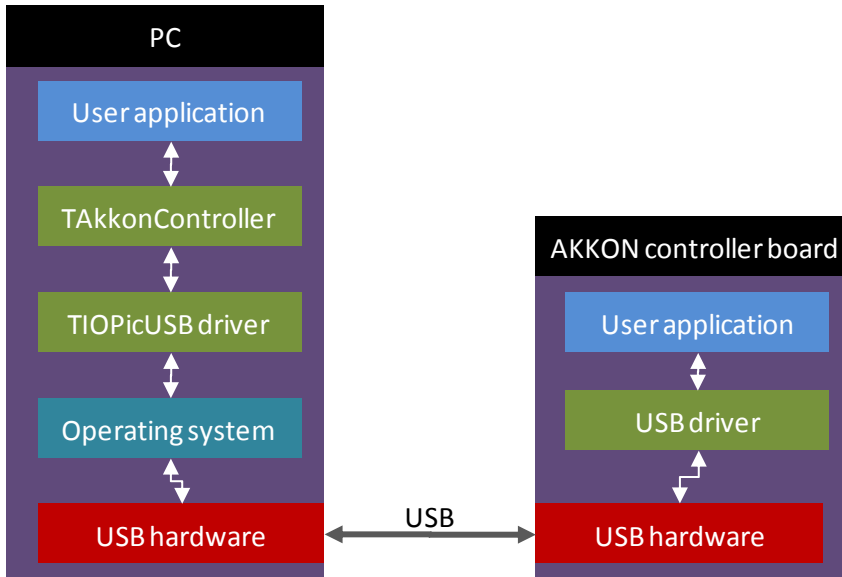 PC
User application
TAkkonController
TIOPicUSB driver
Operating system
USB hardware
USB
AKKON controller board
User application
USB driver
USB hardware